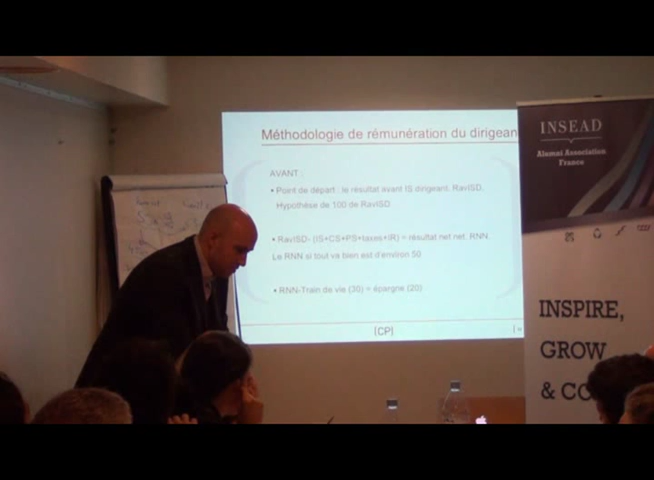 Méthodologie de rémunération du dirigean
AVANT :
• Point de départ : le résultat avant IS dirigeant, RavISD.
Hypothèse de 100 de RavISD
• RavISD- (IS+CS+PS+taxes+IR) = résultat net net. RNN.
Le RNN si tout va bien est d'environ 50
• RNN-Train de vie (30) = épargne (20)
[CP]
INSEAD
Alumni Association
France
INSPIRE,
GROW
& CO